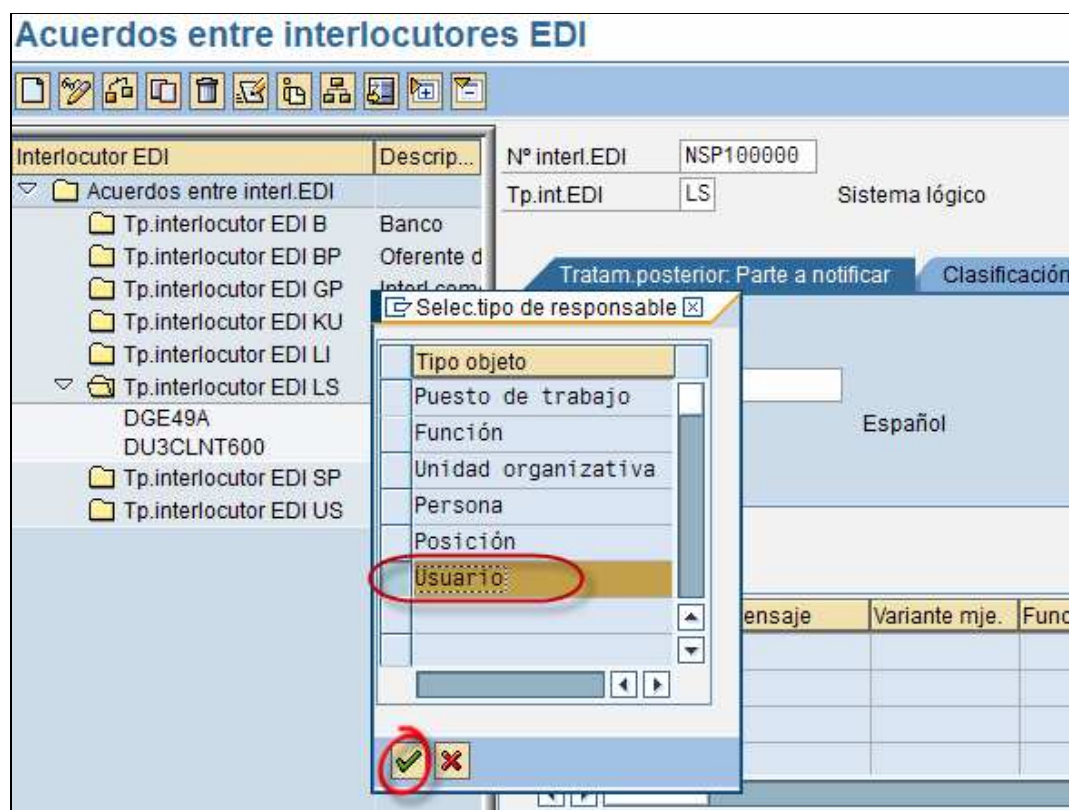 Acuerdos entre interlocutores EDI
Interlocutor EDI Descrip...
Acuerdos entre interl.EDI
Tp.interlocutor EDI B Banco
Tp.interlocutor EDI BP Oferente d
Tp.interlocutor EDI GP Interl.com
Tp.interlocutor EDI KU
Tp.interlocutor EDI LI
Tp.interlocutor EDI LS
DGE49A
DU3CLNT600
Tp.interlocutor EDI SP
Tp.interlocutor EDI US
Nº interl.EDI NSP100000
Tp.int.EDI LS Sistema lógico
Tratam.posterior: Parte a notificar Clasificación
Español
Selec.tipo de responsable
Tipo objeto
Puesto de trabajo
Función
Unidad organizativa
Persona
Posición
Usuario
ensaje Variante mje. Func